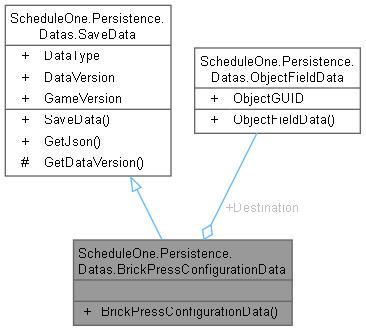 ScheduleOne.Persistence.
Datas.SaveData
+ DataType
+ DataVersion
+ GameVersion
+ SaveData()
+ GetJson()
# GetDataVersion()
ScheduleOne.Persistence.
Datas.ObjectFieldData
+ ObjectGUID
+ ObjectFieldData()
+Destination
ScheduleOne.Persistence.
Datas.BrickPressConfigurationData
+ BrickPressConfigurationData()